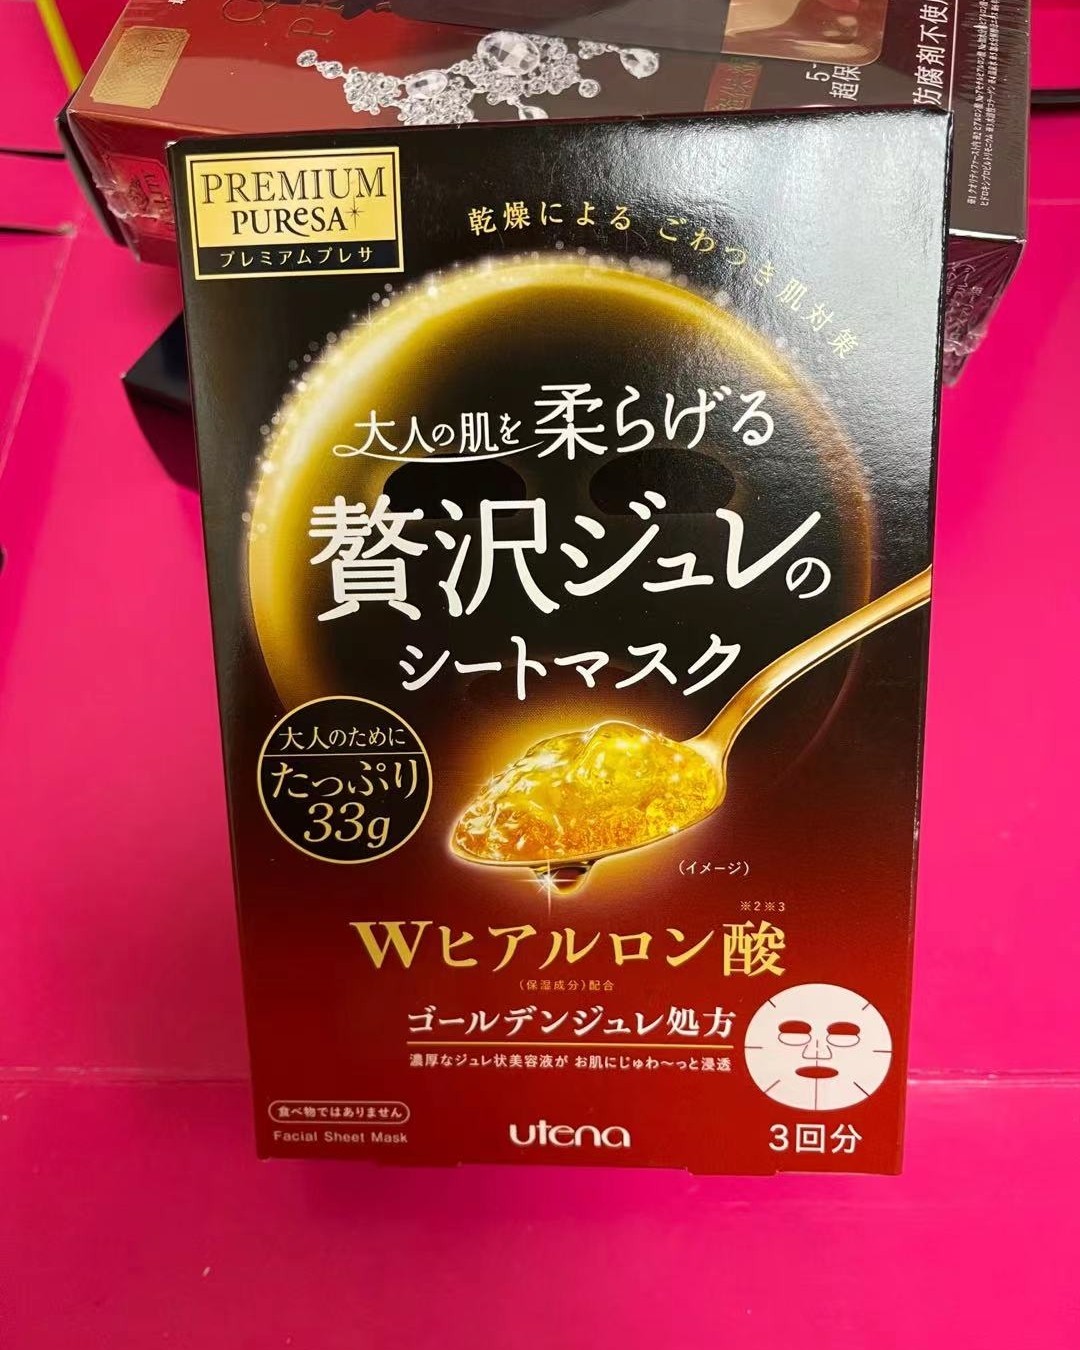 防腐剤不使
PREMIUM
PUReSA
プレミアムプレサ
乾燥による ごわつき肌対策
大人の肌を柔らげる
贅沢ジュレの
シートマスク
大人のために
たっぷり
33g
(イメージ)
※2※3
Wヒアルロン酸
(保湿成分)配合
ゴールデンジュレ処方
濃厚なジュレ状美容液が お肌にじゅわ〜っと浸透
食べ物ではありません
Facial Sheet Mask
utena
3回分